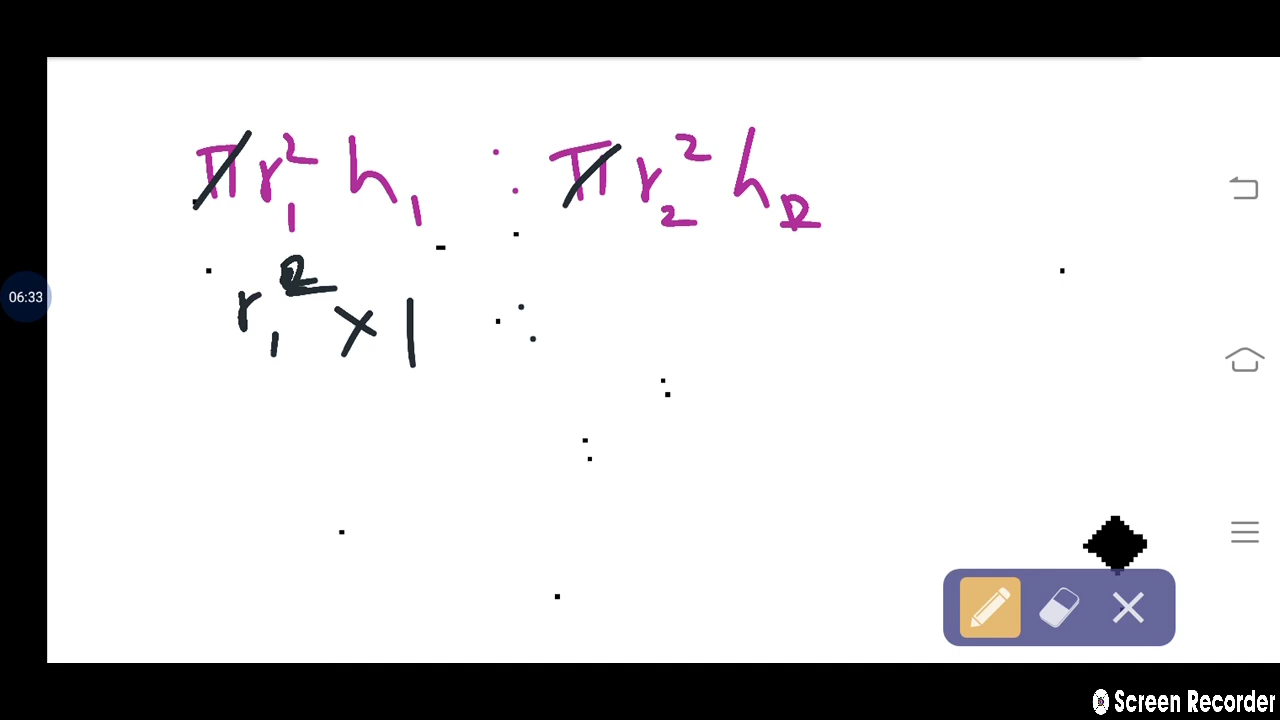 πr₁²h₁ : πr₂²h₂
r₁² × 1 :
06:33
Screen Recorder